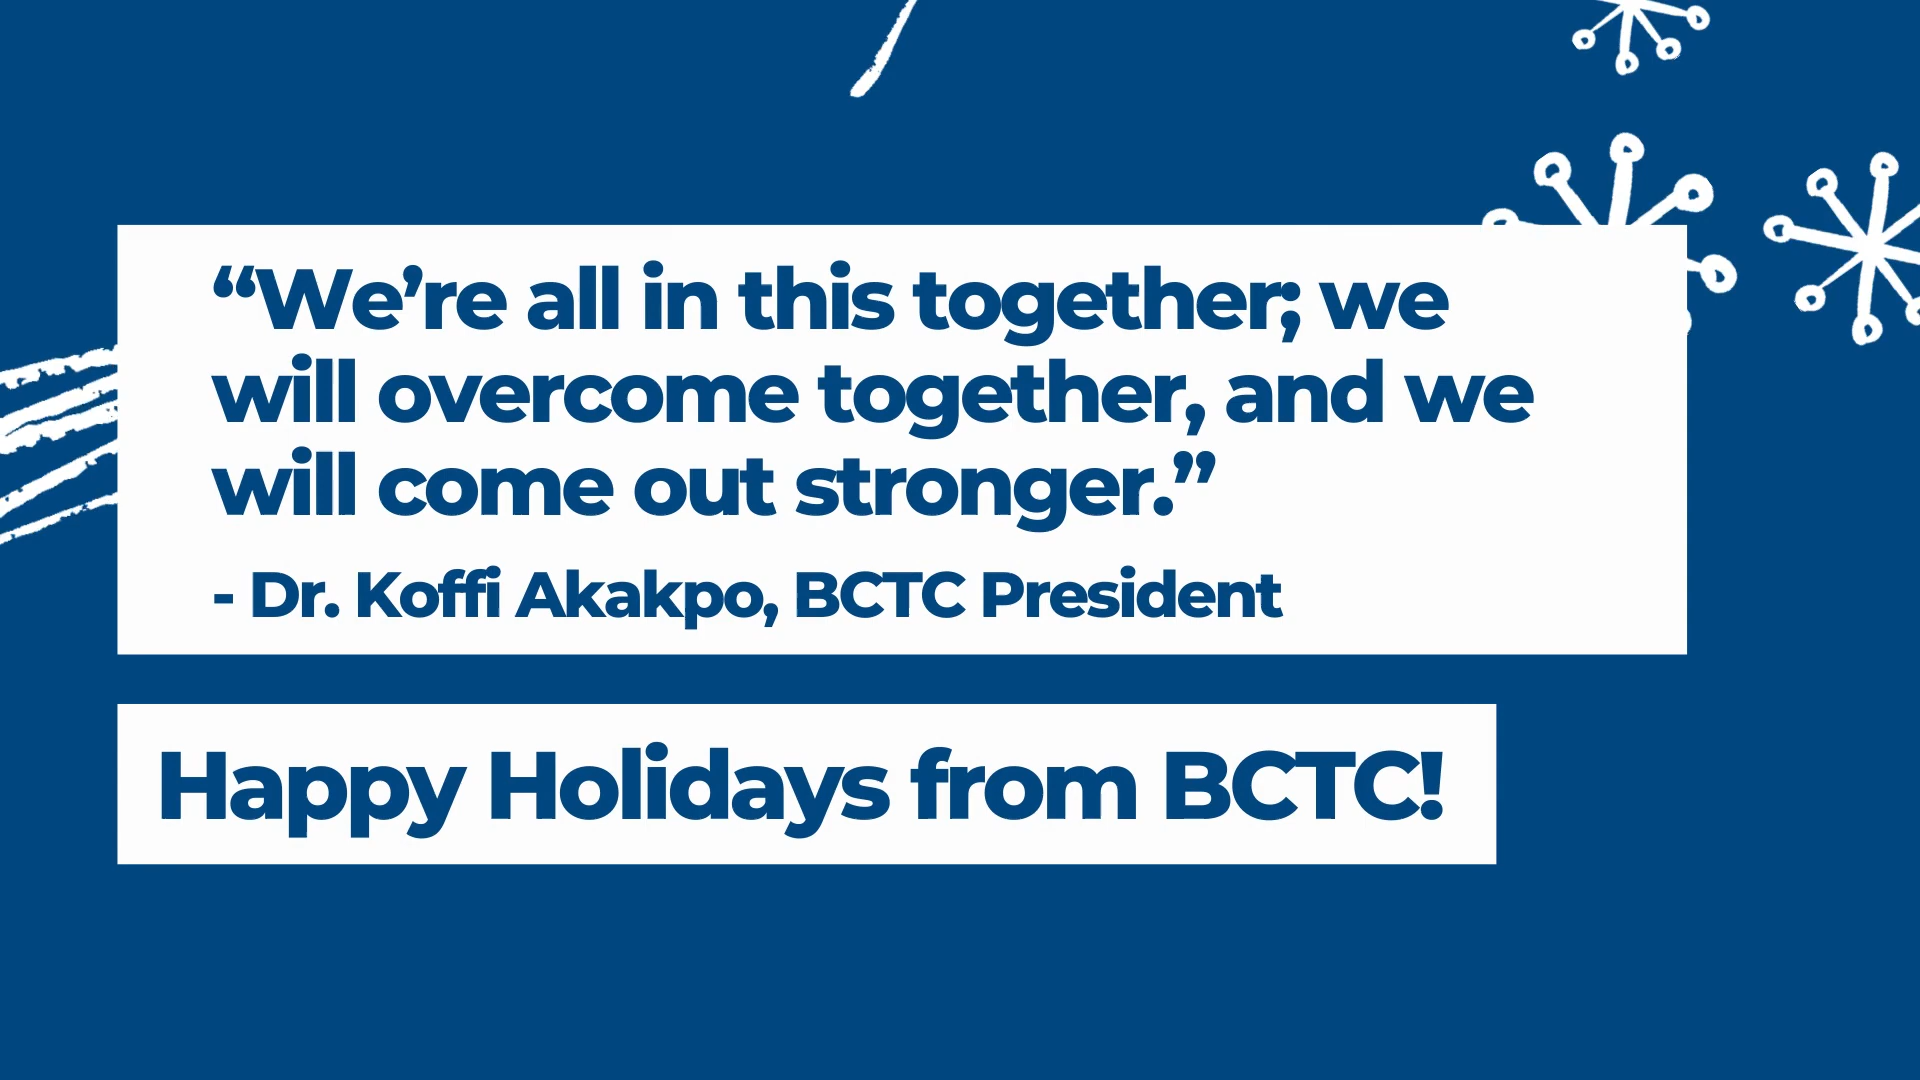 “We’re all in this together; we
will overcome together, and we
will come out stronger.”
- Dr. Koffi Akakpo, BCTC President
Happy Holidays from BCTC!